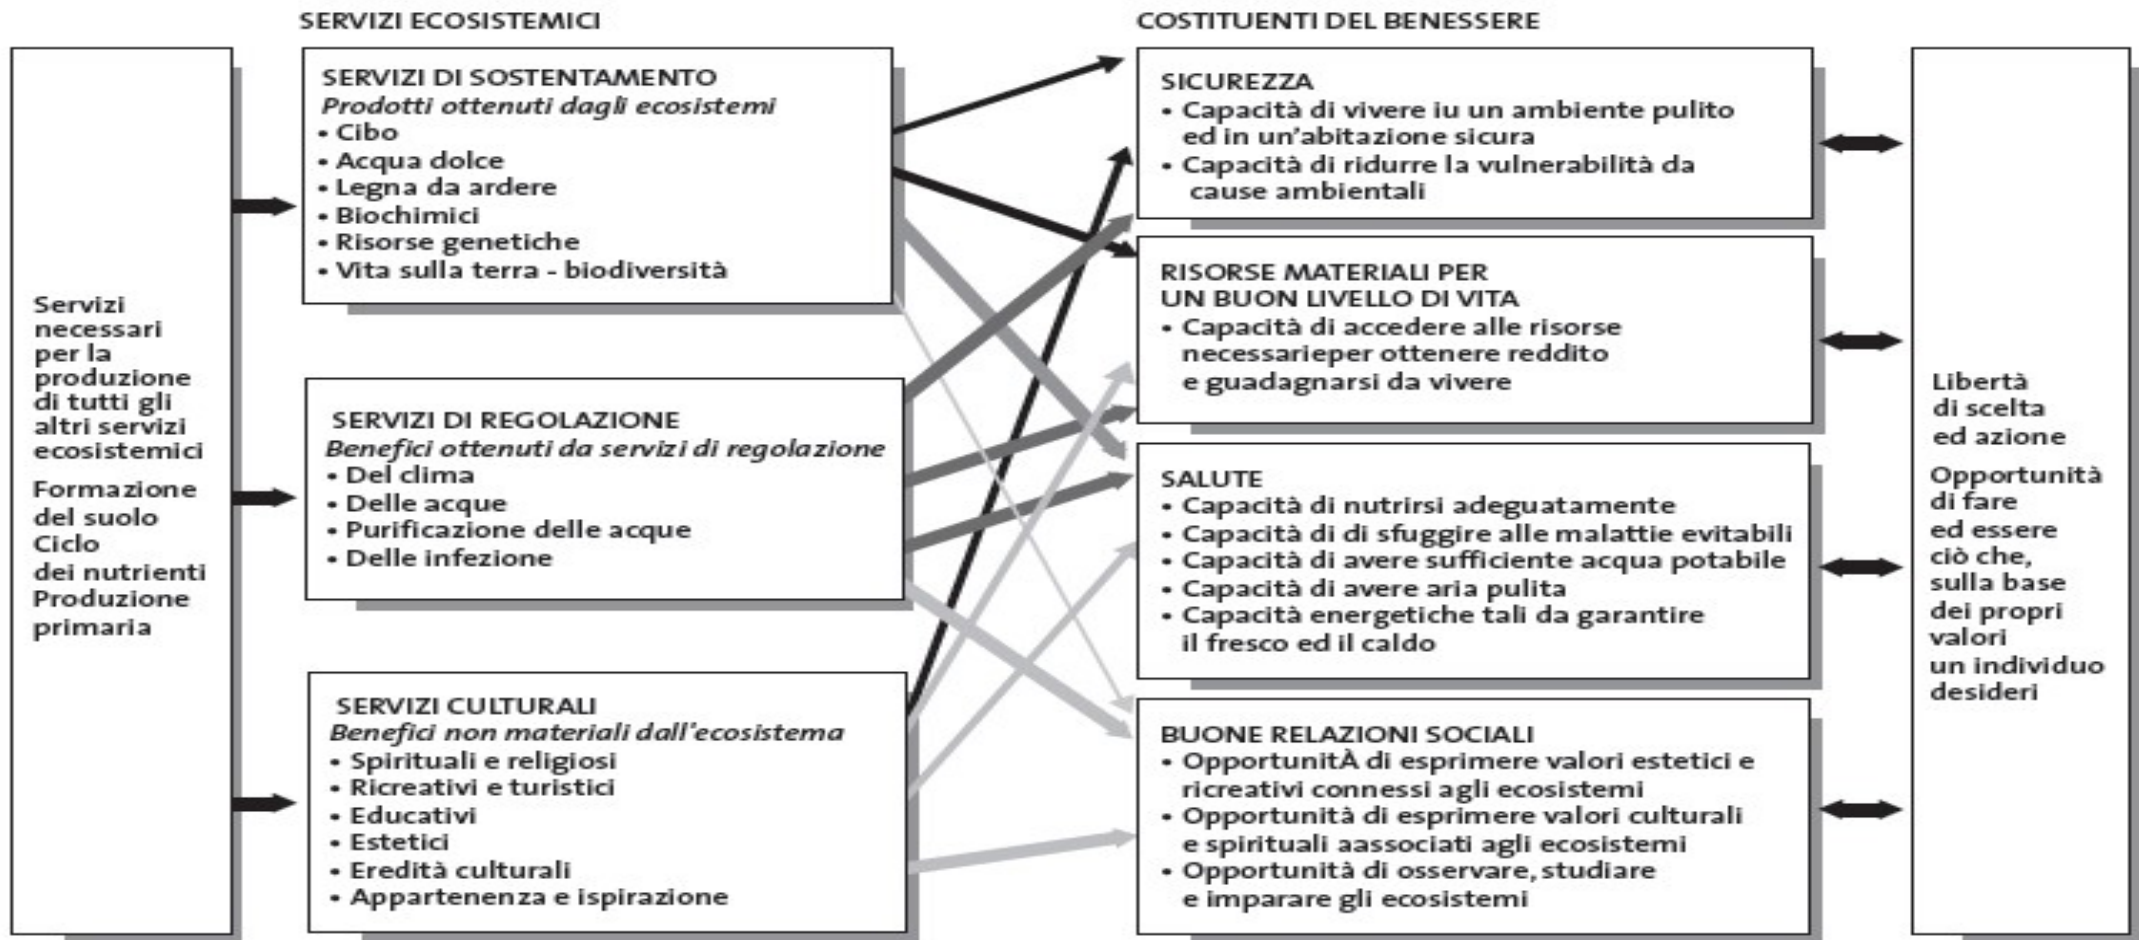 SERVIZI ECOSISTEMICI
COSTITUENTI DEL BENESSERE
Servizi
necessari
per la
produzione
di tutti gli
altri servizi
ecosistemici
Formazione
del suolo
Ciclo
dei nutrienti
Produzione
primaria
SERVIZI DI SOSTENTAMENTO
Prodotti ottenuti dagli ecosistemi
• Cibo
• Acqua dolce
• Legna da ardere
• Biochimici
• Risorse genetiche
• Vita sulla terra - biodiversità
SERVIZI DI REGOLAZIONE
Benefici ottenuti da servizi di regolazione
• Del clima
• Delle acque
• Purificazione delle acque
• Delle infezione
SERVIZI CULTURALI
Benefici non materiali dall'ecosistema
• Spirituali e religiosi
• Ricreativi e turistici
• Educativi
• Estetici
• Eredità culturali
• Appartenenza e ispirazione
SICUREZZA
• Capacità di vivere iu un ambiente pulito
ed in un'abitazione sicura
• Capacità di ridurre la vulnerabilità da
cause ambientali
RISORSE MATERIALI PER
UN BUON LIVELLO DI VITA
• Capacità di accedere alle risorse
necessarieper ottenere reddito
e guadagnarsi da vivere
SALUTE
• Capacità di nutrirsi adeguatamente
• Capacità di di sfuggire alle malattie evitabili
• Capacità di avere sufficiente acqua potabile
• Capacità di avere aria pulita
• Capacità energetiche tali da garantire
il fresco ed il caldo
BUONE RELAZIONI SOCIALI
• OpportunitÀ di esprimere valori estetici e
ricreativi connessi agli ecosistemi
• Opportunità di esprimere valori culturali
e spirituali aassociati agli ecosistemi
• Opportunità di osservare, studiare
e imparare gli ecosistemi
Libertà
di scelta
ed azione
Opportunità
di fare
ed essere
ciò che,
sulla base
dei propri
valori
un individuo
desideri